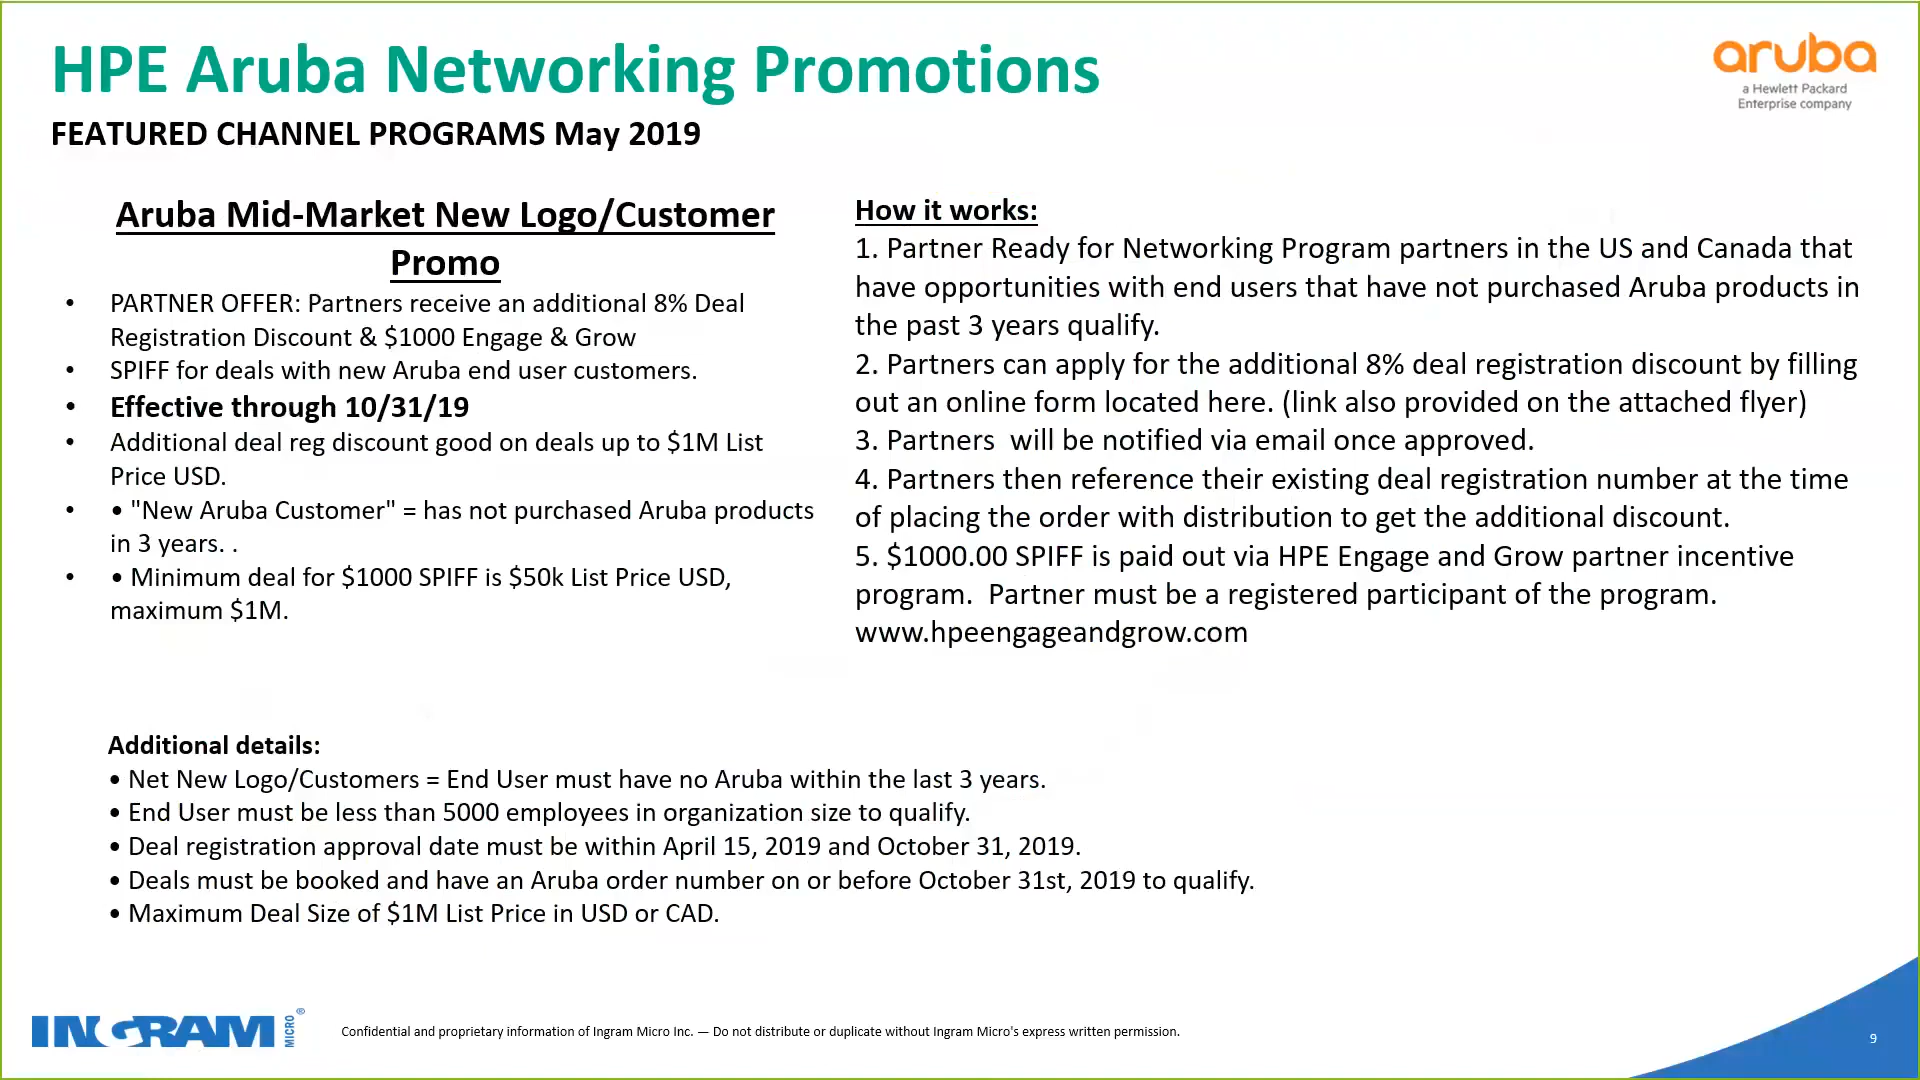 HPE Aruba Networking Promotions
FEATURED CHANNEL PROGRAMS May 2019
aruba
a Hewlett Packard
Enterprise company
Aruba Mid-Market New Logo/Customer
Promo
• PARTNER OFFER: Partners receive an additional 8% Deal
Registration Discount & $1000 Engage & Grow
• SPIFF for deals with new Aruba end user customers.
• Effective through 10/31/19
• Additional deal reg discount good on deals up to $1M List
Price USD.
• • "New Aruba Customer" = has not purchased Aruba products
in 3 years. .
• • Minimum deal for $1000 SPIFF is $50k List Price USD,
maximum $1M.
How it works:
1. Partner Ready for Networking Program partners in the US and Canada that
have opportunities with end users that have not purchased Aruba products in
the past 3 years qualify.
2. Partners can apply for the additional 8% deal registration discount by filling
out an online form located here. (link also provided on the attached flyer)
3. Partners  will be notified via email once approved.
4. Partners then reference their existing deal registration number at the time
of placing the order with distribution to get the additional discount.
5. $1000.00 SPIFF is paid out via HPE Engage and Grow partner incentive
program.  Partner must be a registered participant of the program.
www.hpeengageandgrow.com
Additional details:
• Net New Logo/Customers = End User must have no Aruba within the last 3 years.
• End User must be less than 5000 employees in organization size to qualify.
• Deal registration approval date must be within April 15, 2019 and October 31, 2019.
• Deals must be booked and have an Aruba order number on or before October 31st, 2019 to qualify.
• Maximum Deal Size of $1M List Price in USD or CAD.
INGRAM MICRO ®
Confidential and proprietary information of Ingram Micro Inc. — Do not distribute or duplicate without Ingram Micro's express written permission.
9